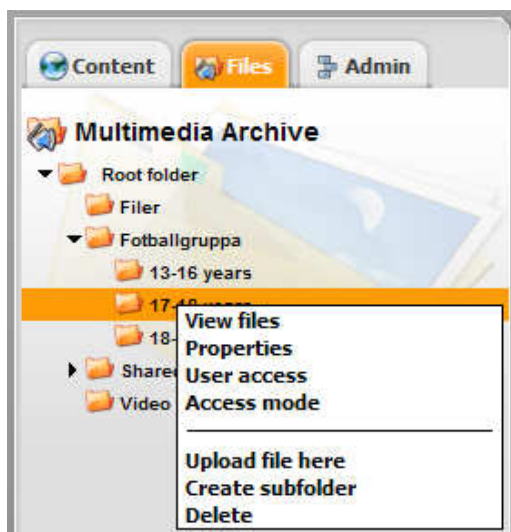 Content Files Admin
Multimedia Archive
Root folder
Filer
Fotballgruppa
13-16 years
View files
Properties
User access
Access mode
Video
Upload file here
Create subfolder
Delete